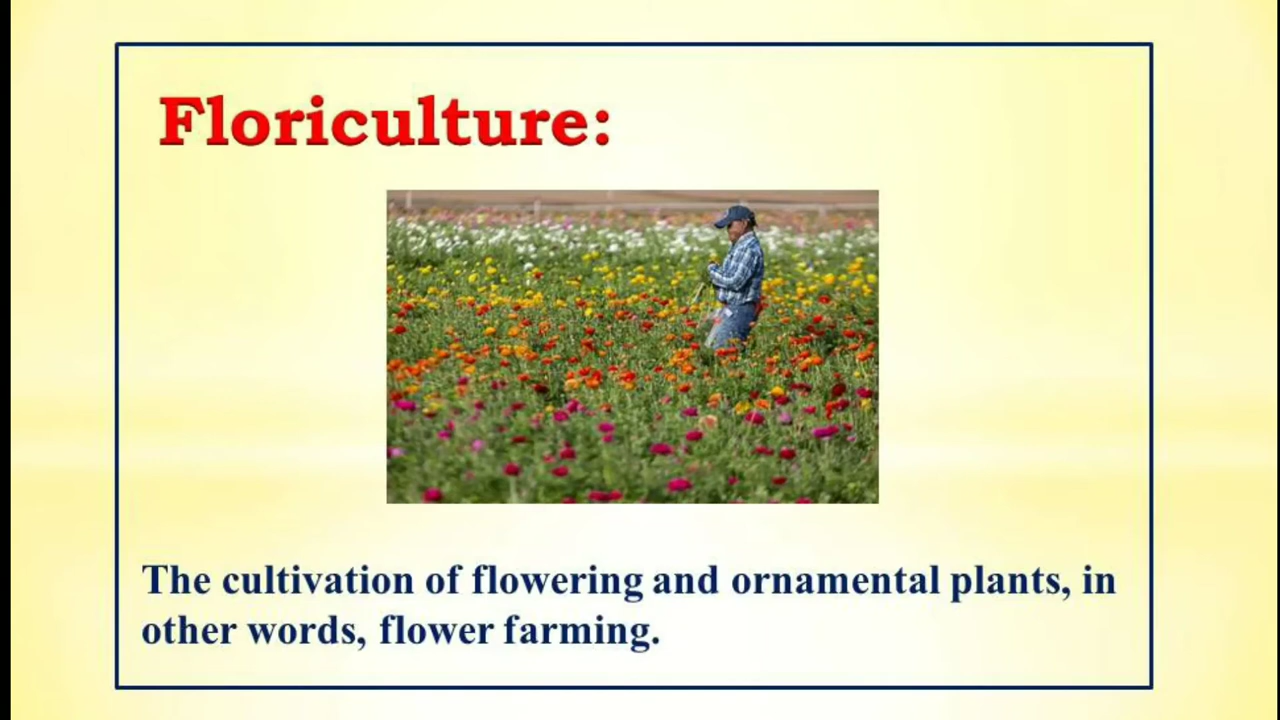 Floriculture:
The cultivation of flowering and ornamental plants, in
other words, flower farming.